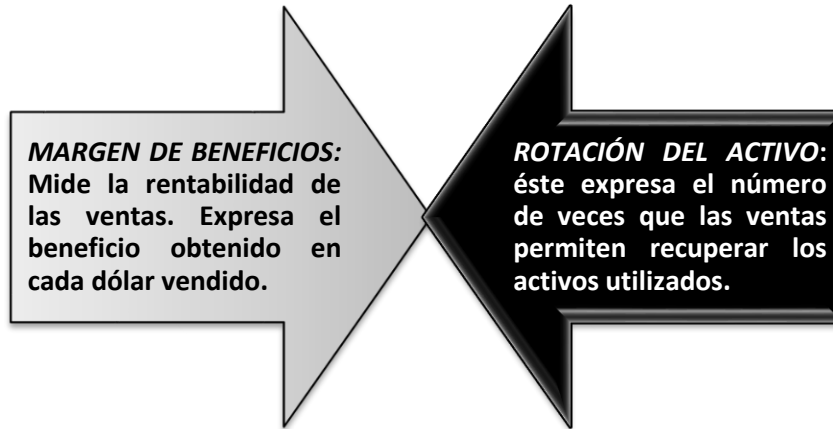 MARGEN DE BENEFICIOS:
Mide la rentabilidad de
las ventas. Expresa el
beneficio obtenido en
cada dólar vendido.
ROTACIÓN DEL ACTIVO:
éste expresa el número
de veces que las ventas
permiten recuperar los
activos utilizados.